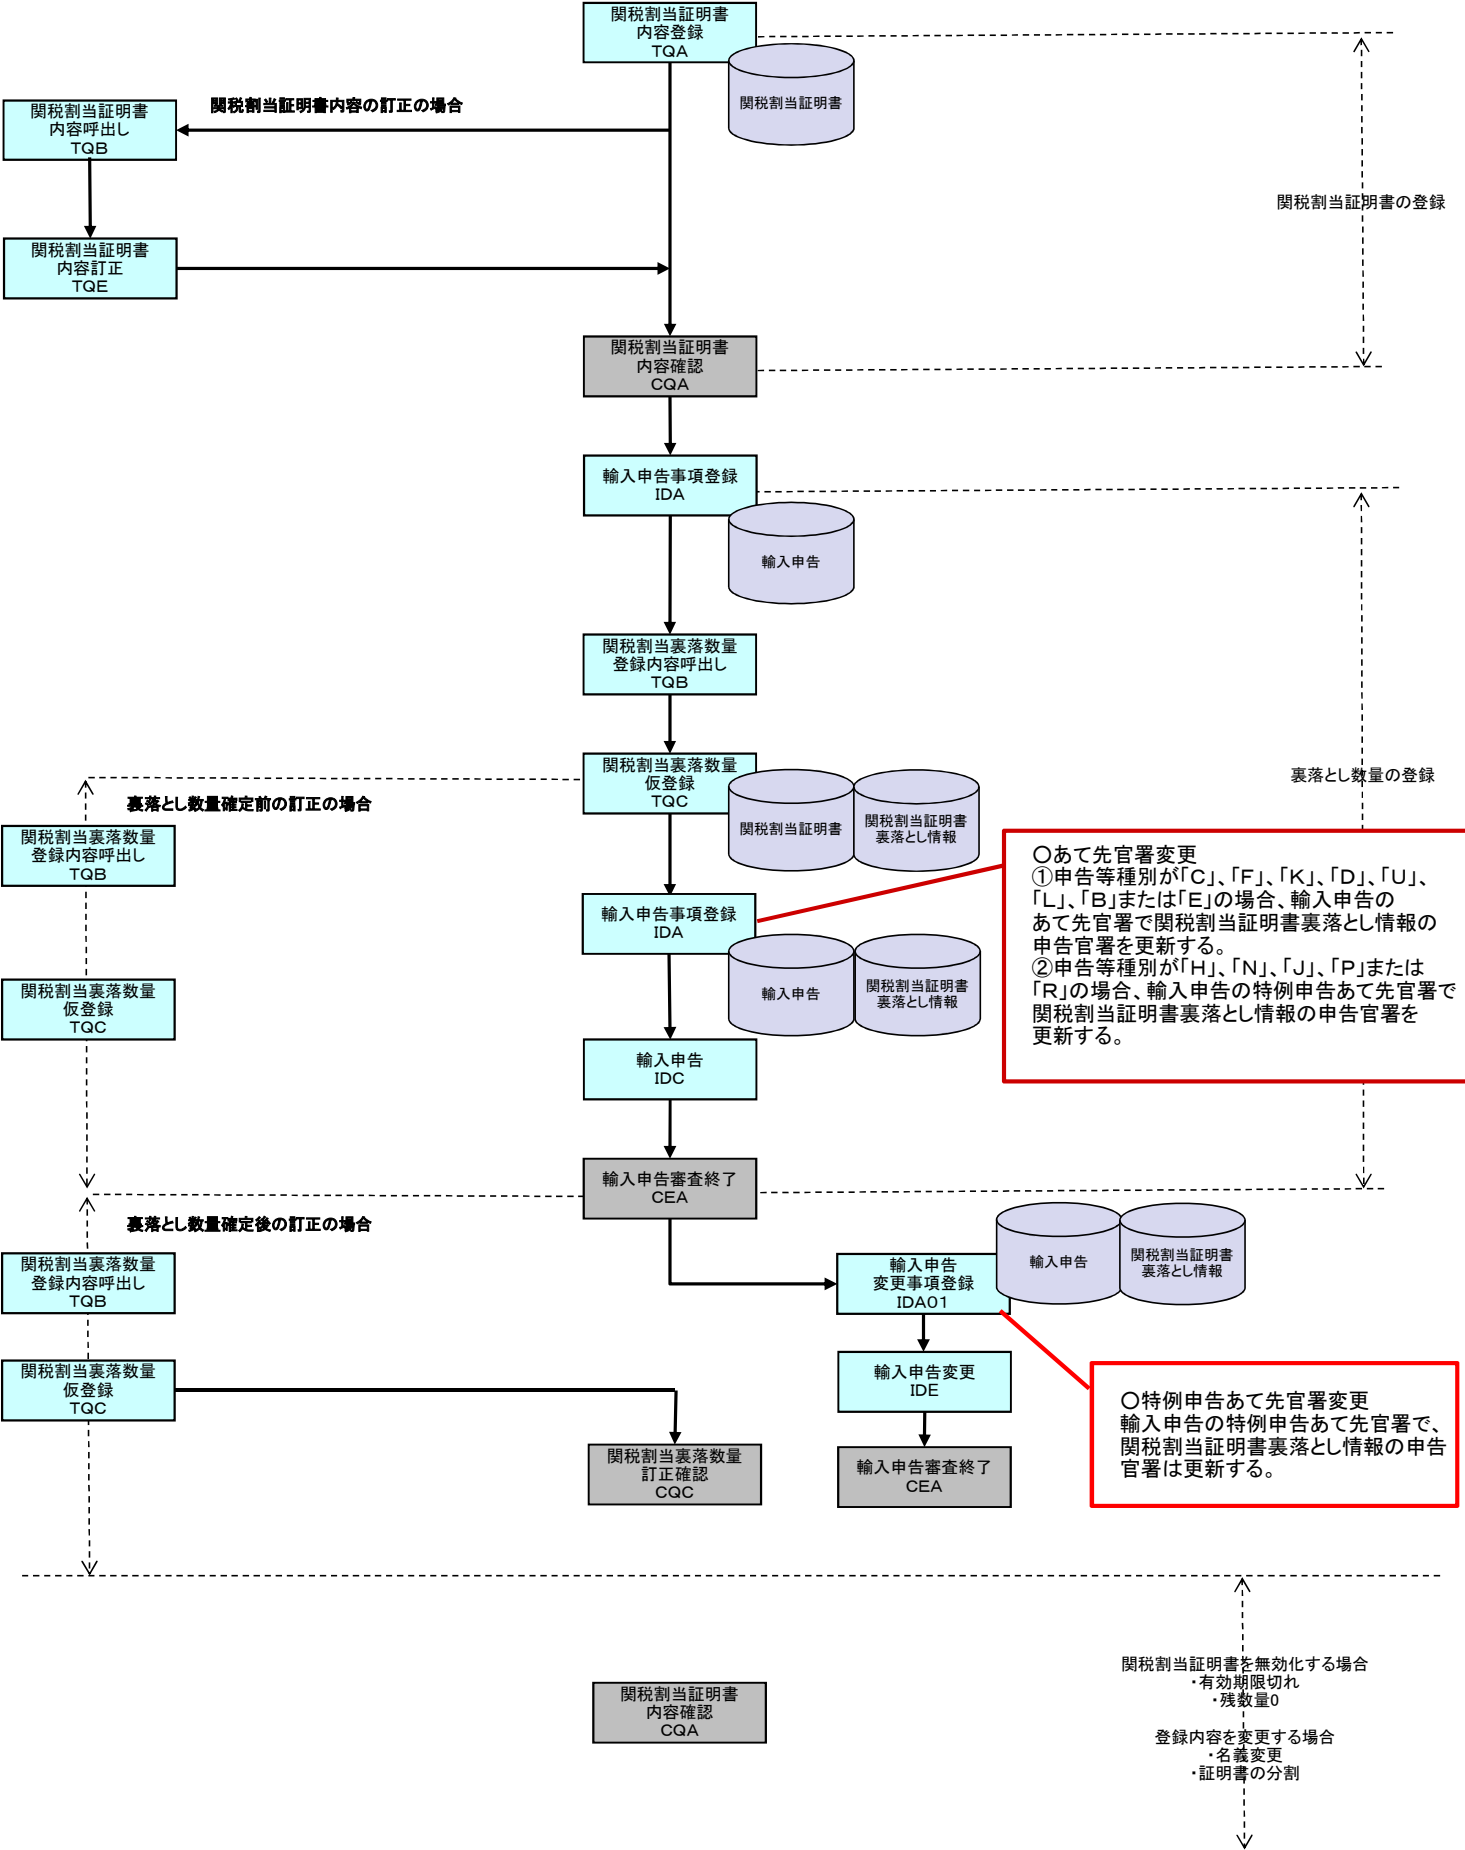 関税割当証明書
内容登録
TQA
関税割当証明書
関税割当証明書内容の訂正の場合
関税割当証明書
内容呼出し
TQB
関税割当証明書の登録
関税割当証明書
内容訂正
TQE
関税割当証明書
内容確認
CQA
輸入申告事項登録
IDA
輸入申告
関税割当裏落数量
登録内容呼出し
TQB
関税割当裏落数量
仮登録
TQC
関税割当証明書
関税割当証明書
裏落とし情報
裏落とし数量の登録
裏落とし数量確定前の訂正の場合
関税割当裏落数量
登録内容呼出し
TQB
〇あて先官署変更
①申告等種別が「C」、「F」、「K」、「D」、「U」、
「L」、「B」または「E」の場合、輸入申告の
あて先官署で関税割当証明書裏落とし情報の
申告官署を更新する。
②申告等種別が「H」、「N」、「J」、「P」または
「R」の場合、輸入申告の特例申告あて先官署で
関税割当証明書裏落とし情報の申告官署を
更新する。
輸入申告事項登録
IDA
輸入申告
関税割当証明書
裏落とし情報
関税割当裏落数量
仮登録
TQC
輸入申告
IDC
輸入申告審査終了
CEA
裏落とし数量確定後の訂正の場合
関税割当裏落数量
登録内容呼出し
TQB
輸入申告
変更事項登録
IDA01
輸入申告
関税割当証明書
裏落とし情報
関税割当裏落数量
仮登録
TQC
輸入申告変更
IDE
〇特例申告あて先官署変更
輸入申告の特例申告あて先官署で、
関税割当証明書裏落とし情報の申告
官署は更新する。
関税割当裏落数量
訂正確認
CQC
輸入申告審査終了
CEA
関税割当証明書
内容確認
CQA
関税割当証明書を無効化する場合
・有効期限切れ
・残数量0
登録内容を変更する場合
・名義変更
・証明書の分割